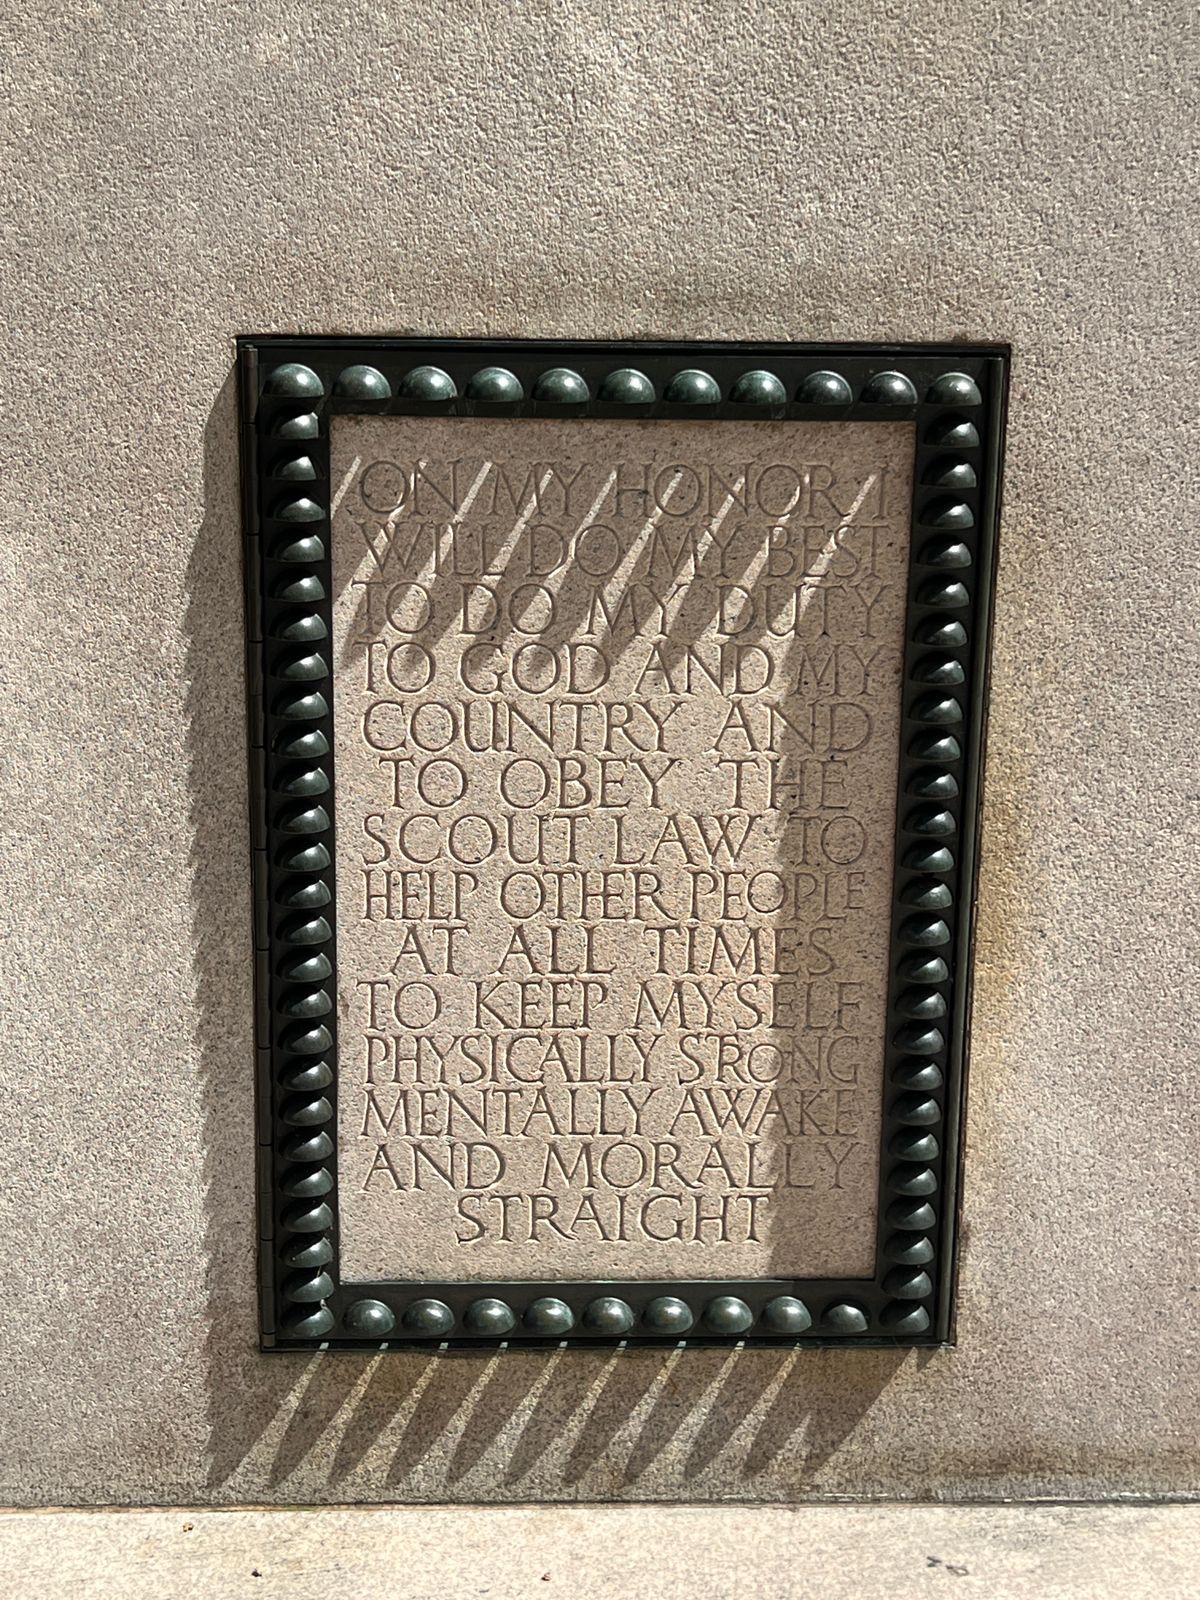 ON MY HONOR I
WILL DO MY BEST
TO DO MY DUTY
TO GOD AND MY
COUNTRY AND
TO OBEY THE
SCOUT LAW TO
HELP OTHER PEOPLE
AT ALL TIMES
TO KEEP MYSELF
PHYSICALLY STRONG
MENTALLY AWAKE
AND MORALLY
STRAIGHT